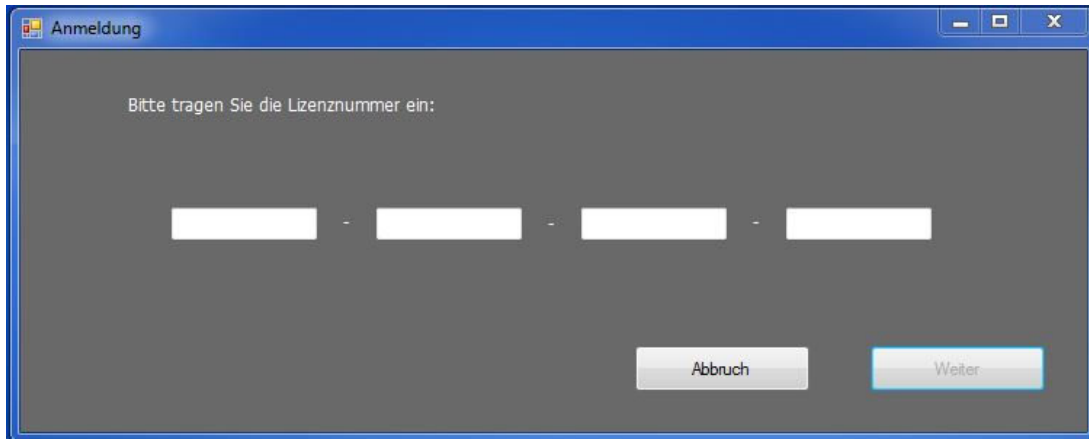 Anmeldung
Bitte tragen Sie die Lizenznummer ein:
- - -
Abbruch Weiter